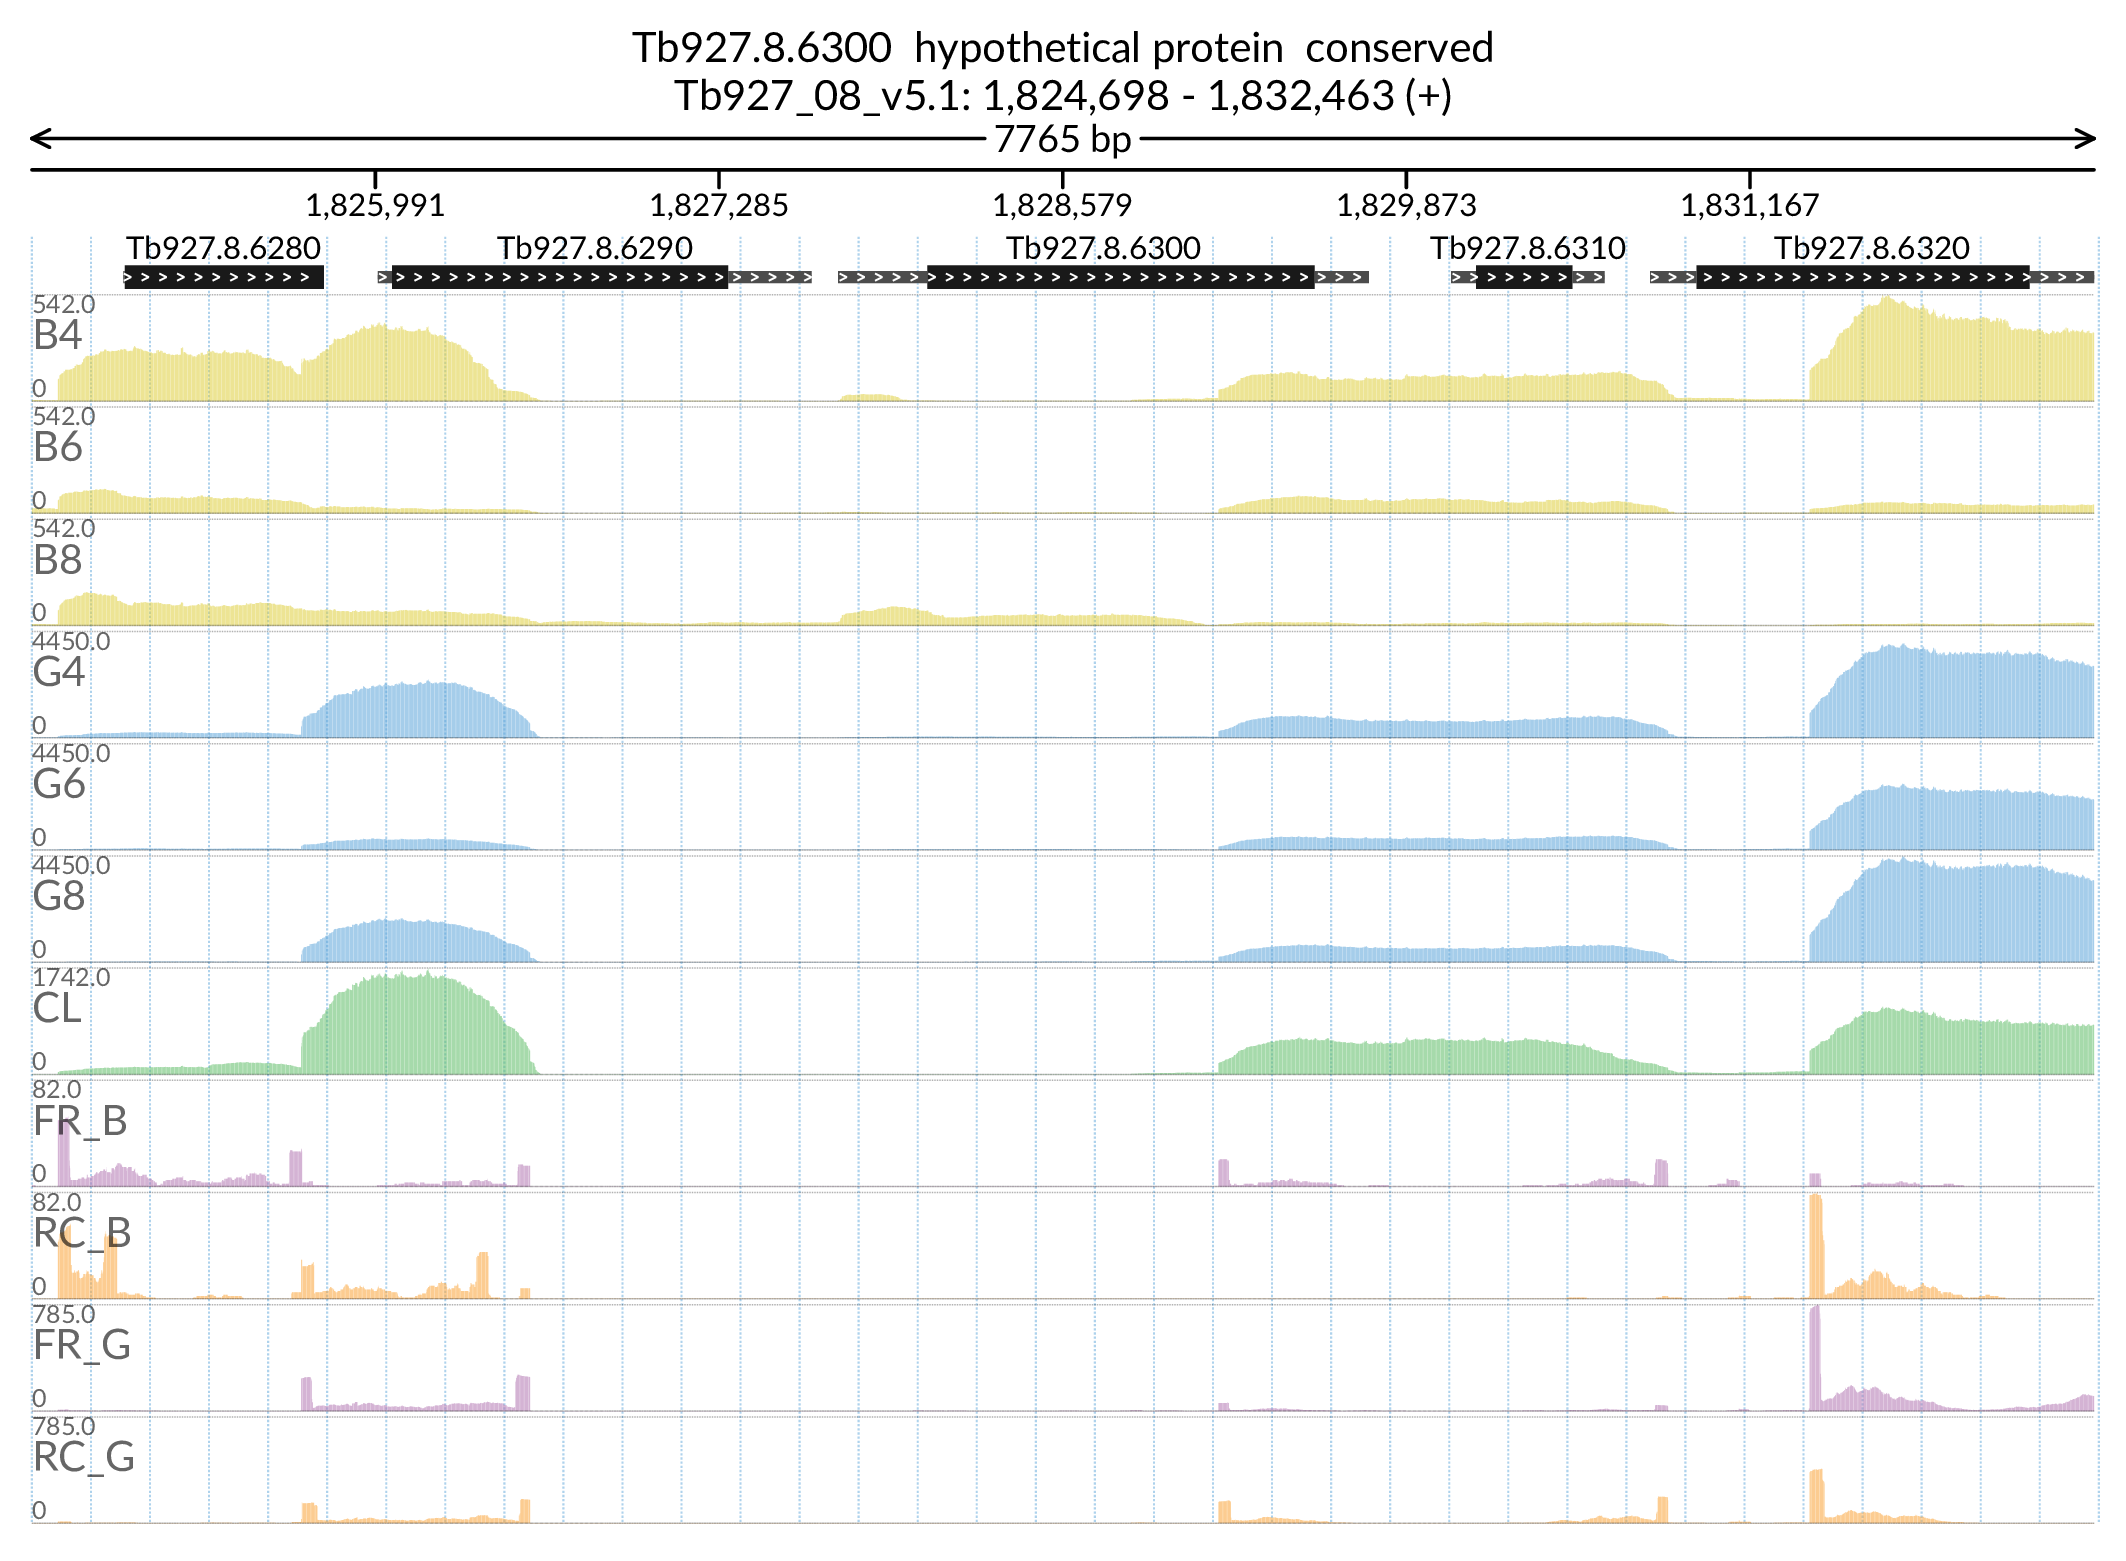 Tb927.8.6300  hypothetical protein  conserved
Tb927_08_v5.1: 1,824,698 - 1,832,463 (+)
7765 bp
1,825,991 1,827,285 1,828,579 1,829,873 1,831,167
Tb927.8.6280 Tb927.8.6290 Tb927.8.6300 Tb927.8.6310 Tb927.8.6320
542.0
B4
0
542.0
B6
0
542.0
B8
0
4450.0
G4
0
4450.0
G6
0
4450.0
G8
0
1742.0
CL
0
82.0
FR_B
0
82.0
RC_B
0
785.0
FR_G
0
785.0
RC_G
0